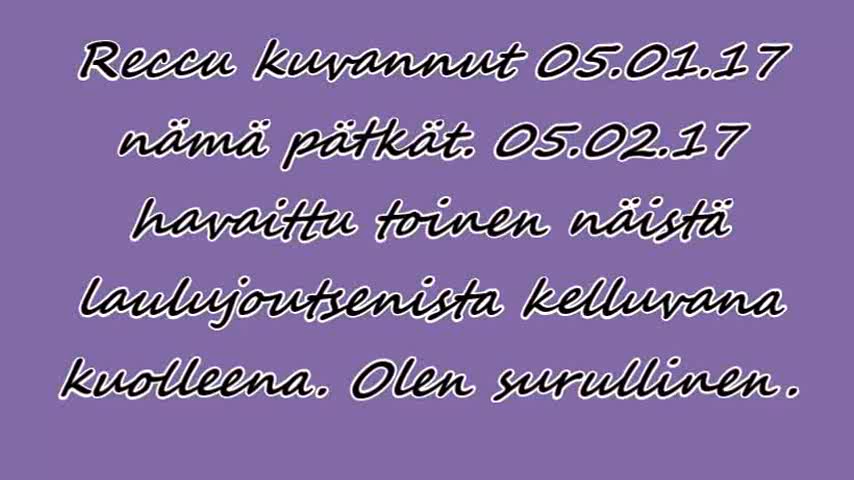 Reccu kuvannut 05.01.17
nämä pätkät. 05.02.17
havaittu toinen näistä
laulujoutsenista kelluvana
kuolleena. Olen surullinen.